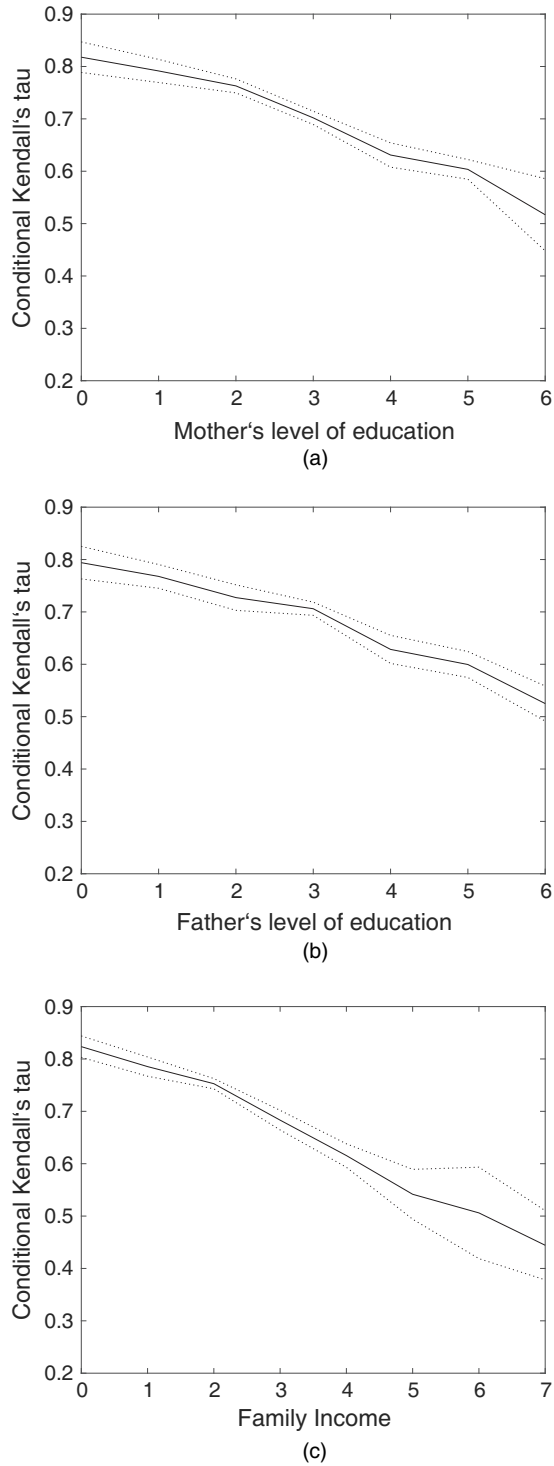 0.9
0.8
0.7
0.6
0.5
0.4
0.3
0.2
Conditional Kendall‘s tau
0 1 2 3 4 5 6
Mother‘s level of education
(a)
0.9
0.8
0.7
0.6
0.5
0.4
0.3
0.2
Conditional Kendall‘s tau
0 1 2 3 4 5 6
Father‘s level of education
(b)
0.9
0.8
0.7
0.6
0.5
0.4
0.3
0.2
Conditional Kendall‘s tau
0 1 2 3 4 5 6 7
Family Income
(c)